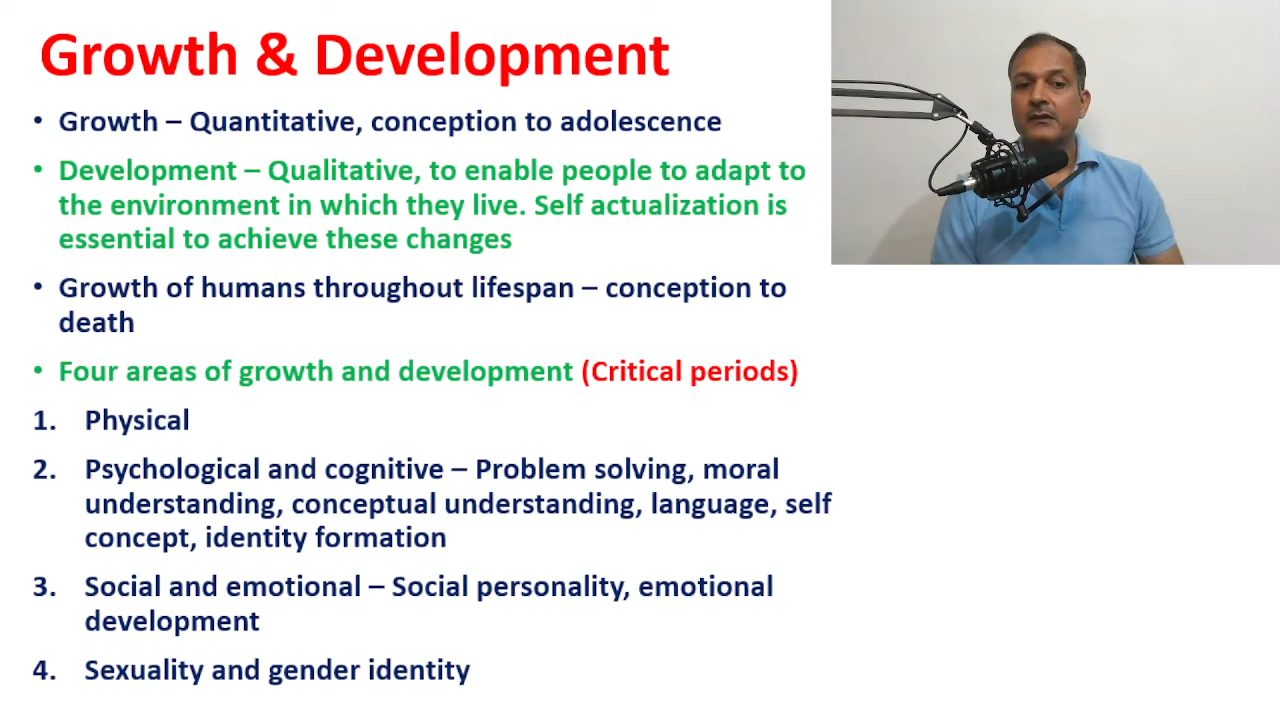 Growth & Development
• Growth – Quantitative, conception to adolescence
• Development – Qualitative, to enable people to adapt to
the environment in which they live. Self actualization is
essential to achieve these changes
• Growth of humans throughout lifespan – conception to
death
• Four areas of growth and development (Critical periods)
1. Physical
2. Psychological and cognitive – Problem solving, moral
understanding, conceptual understanding, language, self
concept, identity formation
3. Social and emotional – Social personality, emotional
development
4. Sexuality and gender identity